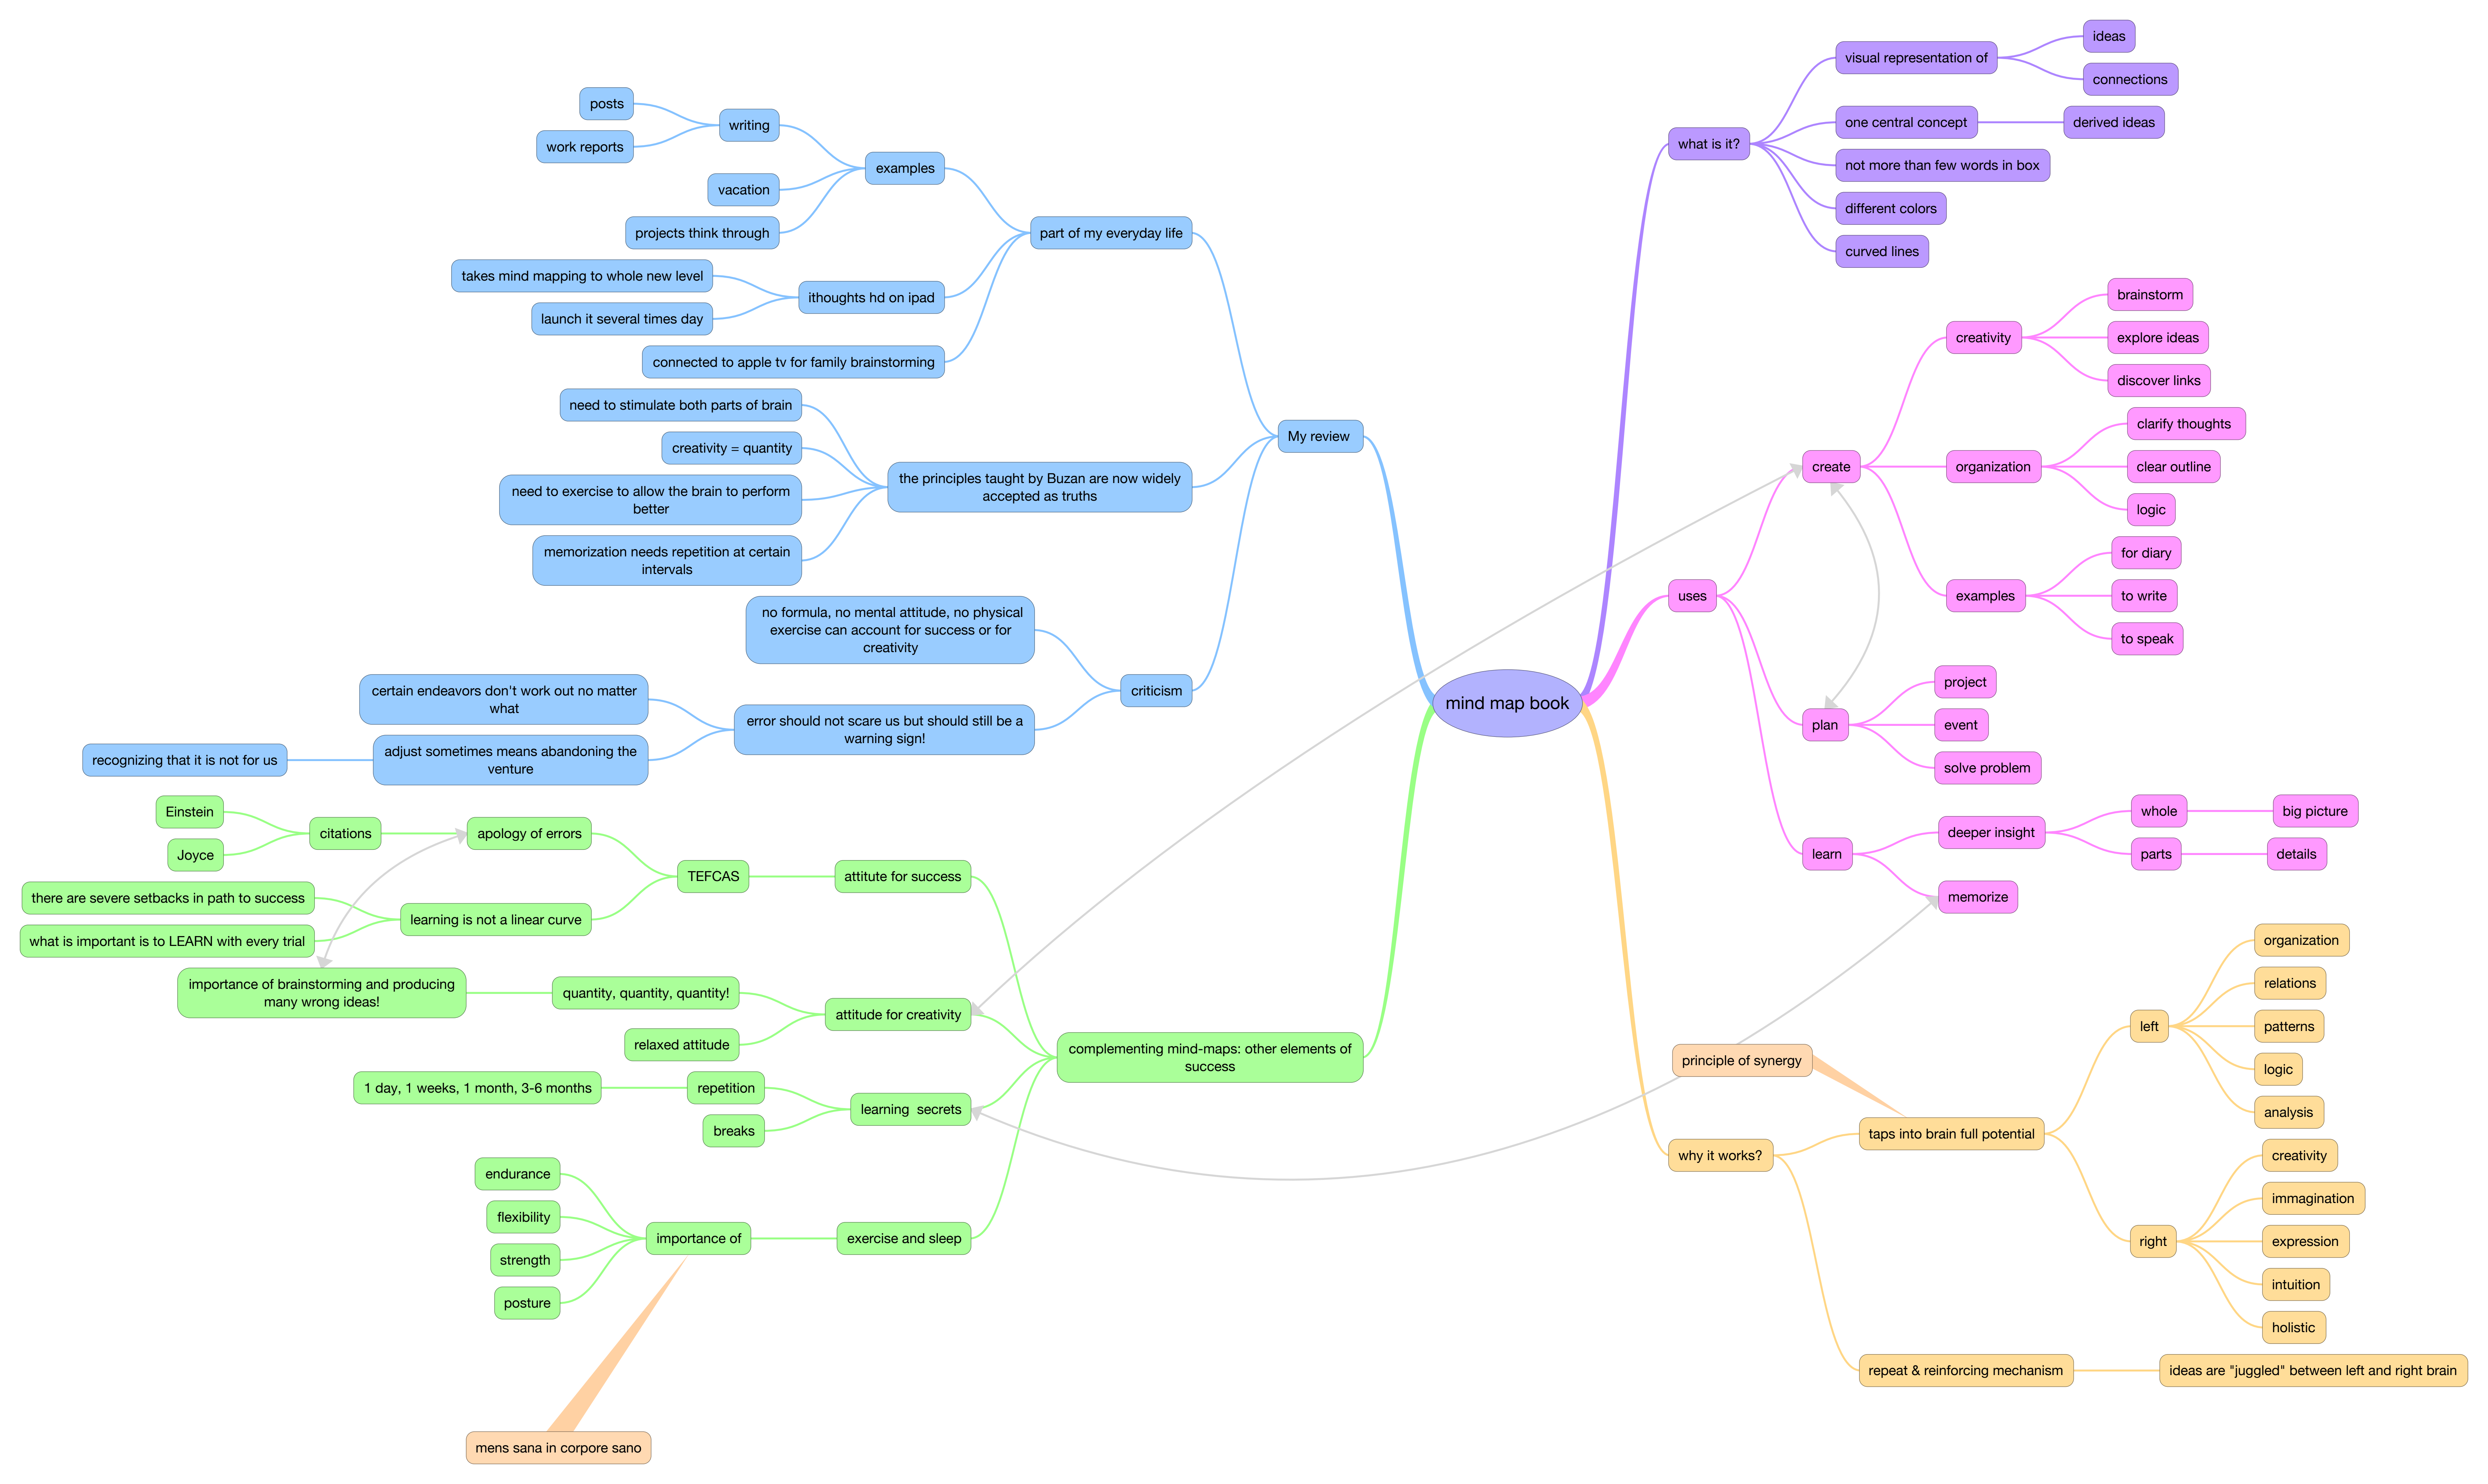 mind map book
what is it?
visual representation of
ideas
connections
one central concept
derived ideas
not more than few words in box
different colors
curved lines
uses
create
creativity
brainstorm
explore ideas
discover links
organization
clarify thoughts
clear outline
logic
examples
for diary
to write
to speak
plan
project
event
solve problem
learn
deeper insight
whole
big picture
parts
details
memorize
why it works?
principle of synergy
taps into brain full potential
left
organization
relations
patterns
logic
analysis
right
creativity
immagination
expression
intuition
holistic
repeat & reinforcing mechanism
ideas are "juggled" between left and right brain
My review
part of my everyday life
examples
writing
posts
work reports
vacation
projects think through
ithoughts hd on ipad
takes mind mapping to whole new level
launch it several times day
connected to apple tv for family brainstorming
the principles taught by Buzan are now widely
accepted as truths
need to stimulate both parts of brain
creativity = quantity
need to exercise to allow the brain to perform
better
memorization needs repetition at certain
intervals
criticism
no formula, no mental attitude, no physical
exercise can account for success or for
creativity
error should not scare us but should still be a
warning sign!
certain endeavors don't work out no matter
what
adjust sometimes means abandoning the
venture
recognizing that it is not for us
complementing mind-maps: other elements of
success
attitute for success
TEFCAS
apology of errors
citations
Einstein
Joyce
learning is not a linear curve
there are severe setbacks in path to success
what is important is to LEARN with every trial
attitude for creativity
quantity, quantity, quantity!
importance of brainstorming and producing
many wrong ideas!
relaxed attitude
learning  secrets
repetition
1 day, 1 weeks, 1 month, 3-6 months
breaks
exercise and sleep
importance of
endurance
flexibility
strength
posture
mens sana in corpore sano